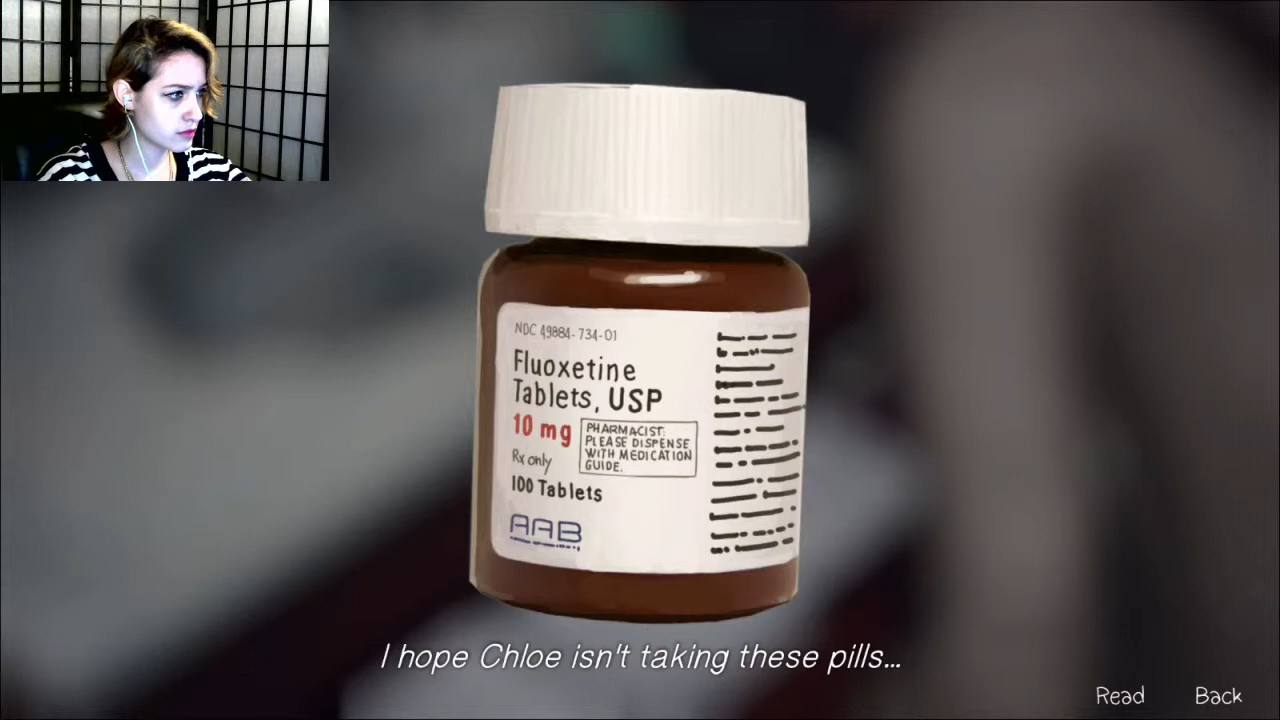 NDC 49884-734-01
Fluoxetine
Tablets, USP
10 mg
PHARMACIST:
PLEASE DISPENSE
WITH MEDICATION
GUIDE.
Rx only
100 Tablets
AAB
I hope Chloe isn't taking these pills...
Read
Back